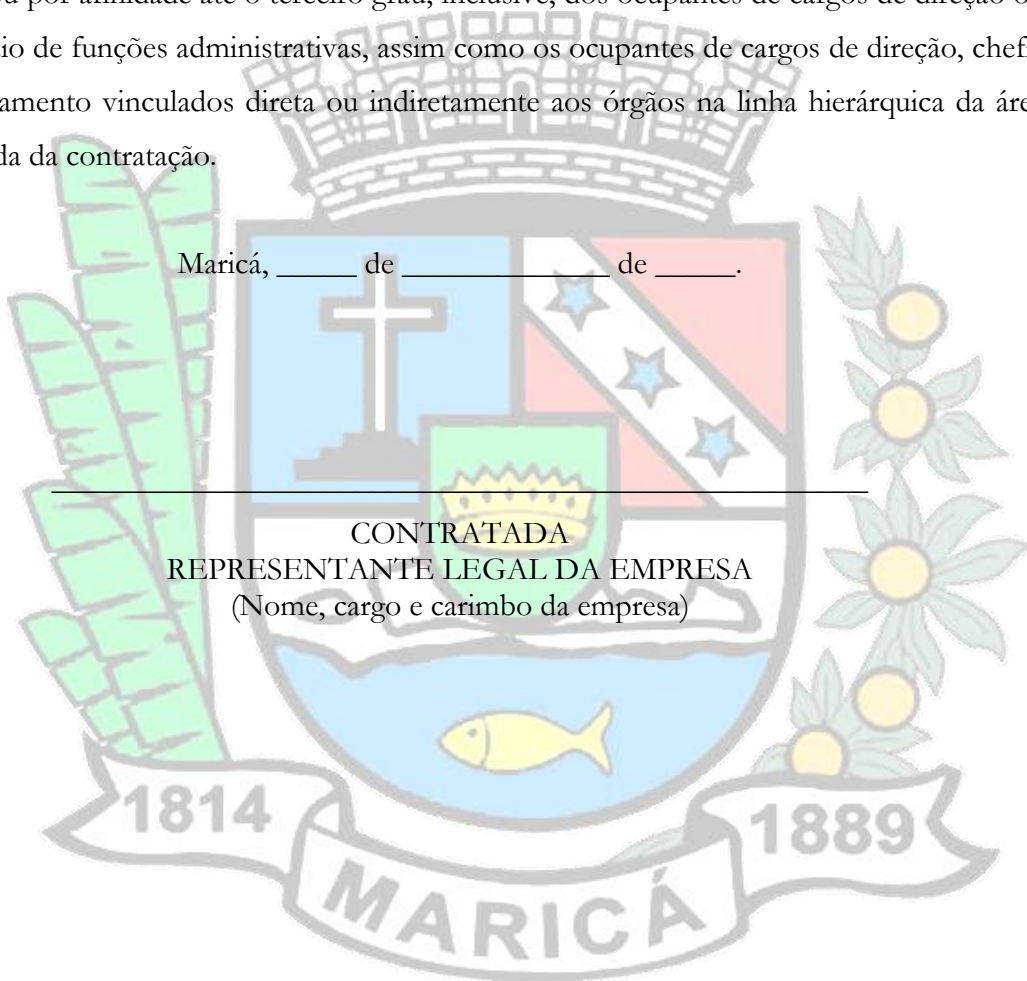 ou por afinidade até o terceiro grau, inclusive, dos ocupantes de cargos de direção o
io de funções administrativas, assim como os ocupantes de cargos de direção, chef
amento vinculados direta ou indiretamente aos órgãos na linha hierárquica da áre
da da contratação.
Maricá, _____ de _____________ de _____.
CONTRATADA
REPRESENTANTE LEGAL DA EMPRESA
(Nome, cargo e carimbo da empresa)
1814
1889
MARICÁ